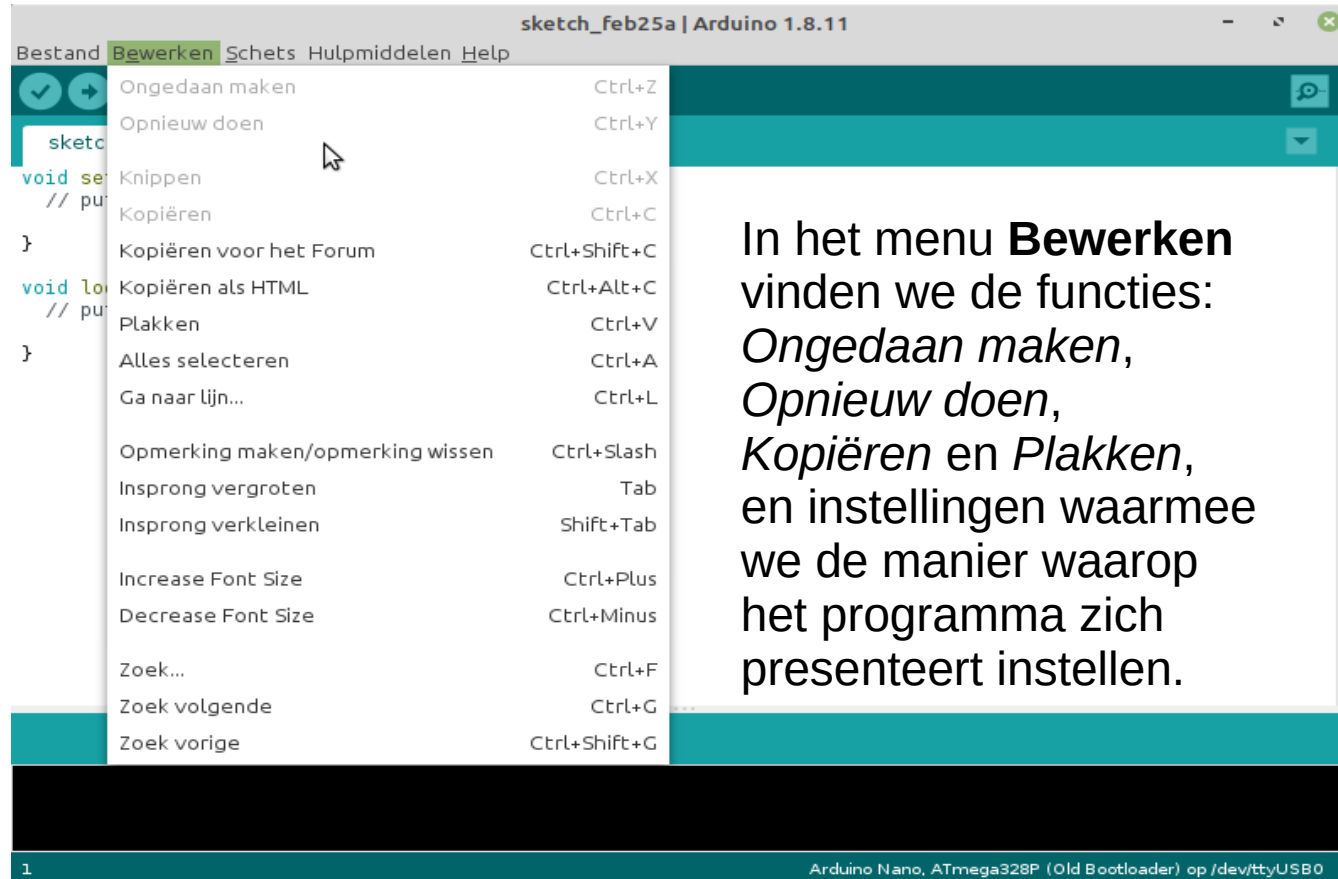 sketch_feb25a | Arduino 1.8.11
Bestand Bewerken Schets Hulpmiddelen Help
Ongedaan maken Ctrl+Z
Opnieuw doen Ctrl+Y
sketc
void se
Knippen Ctrl+X
// pu
Kopiëren Ctrl+C
}
Kopiëren voor het Forum Ctrl+Shift+C
void lo
Kopiëren als HTML Ctrl+Alt+C
// pu
Plakken Ctrl+V
}
Alles selecteren Ctrl+A
Ga naar lijn... Ctrl+L
Opmerking maken/opmerking wissen Ctrl+Slash
Insprong vergroten Tab
Insprong verkleinen Shift+Tab
Increase Font Size Ctrl+Plus
Decrease Font Size Ctrl+Minus
Zoek... Ctrl+F
Zoek volgende Ctrl+G
Zoek vorige Ctrl+Shift+G
In het menu Bewerken
vinden we de functies:
Ongedaan maken,
Opnieuw doen,
Kopiëren en Plakken,
en instellingen waarmee
we de manier waarop
het programma zich
presenteert instellen.
1 Arduino Nano, ATmega328P (Old Bootloader) op /dev/ttyUSB0